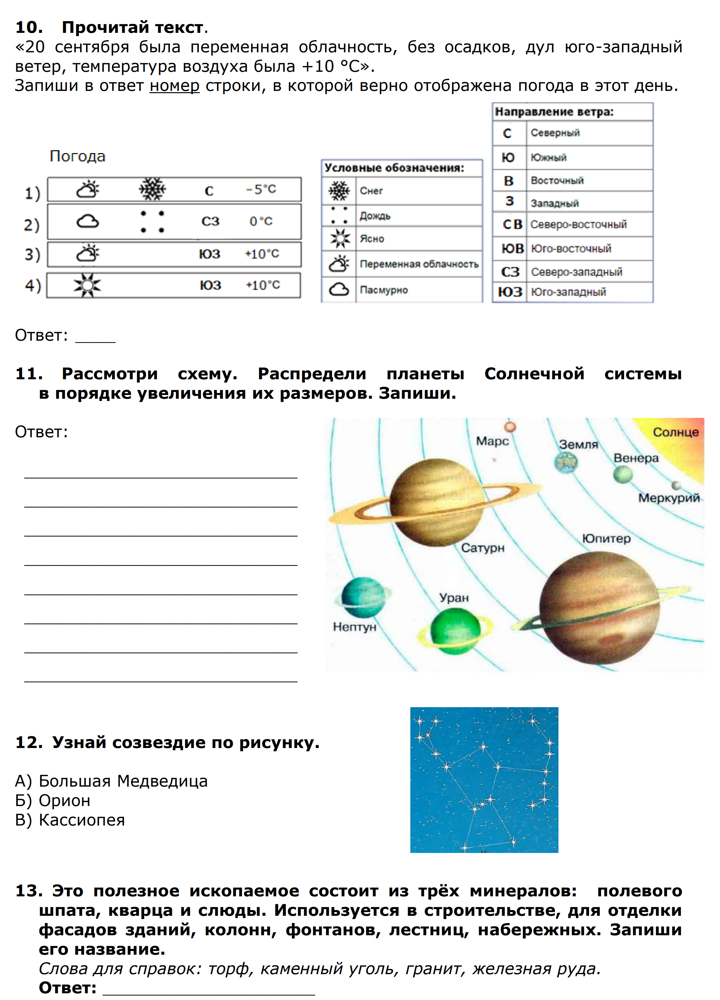 10. Прочитай текст.
«20 сентября была переменная облачность, без осадков, дул юго-западный
ветер, температура воздуха была +10 °С».
Запиши в ответ номер строки, в которой верно отображена погода в этот день.
Погода
1) С –5°С
2) СЗ 0°С
3) ЮЗ +10°С
4) ЮЗ +10°С
Условные обозначения:
Снег
Дождь
Ясно
Переменная облачность
Пасмурно
Направление ветра:
С Северный
Ю Южный
В Восточный
З Западный
С В Северо-восточный
ЮВ Юго-восточный
СЗ Северо-западный
ЮЗ Юго-западный
Ответ: ____
11. Рассмотри схему. Распредели планеты Солнечной системы
в порядке увеличения их размеров. Запиши.
Ответ:
Солнце
Марс
Земля
Венера
Меркурий
Сатурн
Юпитер
Уран
Нептун
12. Узнай созвездие по рисунку.
А) Большая Медведица
Б) Орион
В) Кассиопея
13. Это полезное ископаемое состоит из трёх минералов: полевого
шпата, кварца и слюды. Используется в строительстве, для отделки
фасадов зданий, колонн, фонтанов, лестниц, набережных. Запиши
его название.
Слова для справок: торф, каменный уголь, гранит, железная руда.
Ответ: _____________________